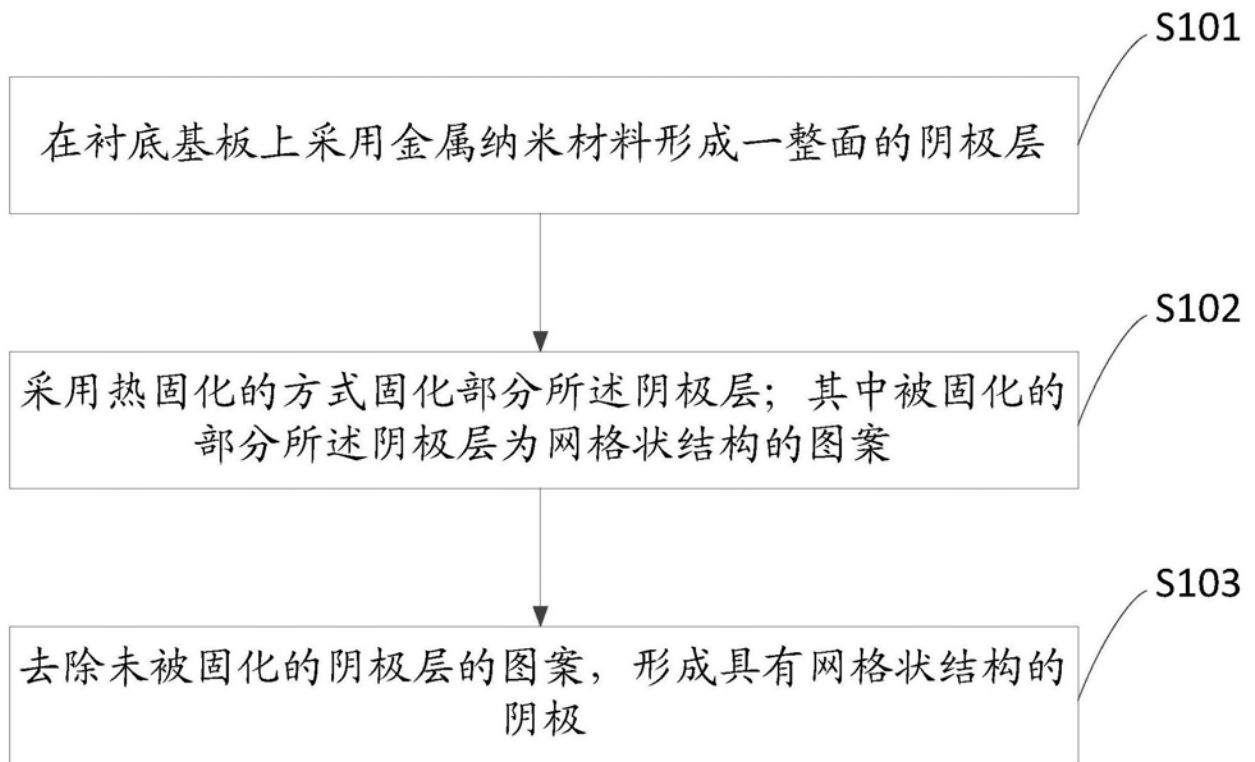 S101
在衬底基板上采用金属纳米材料形成一整面的阴极层
S102
采用热固化的方式固化部分所述阴极层；其中被固化的
部分所述阴极层为网格状结构的图案
S103
去除未被固化的阴极层的图案，形成具有网格状结构的
阴极